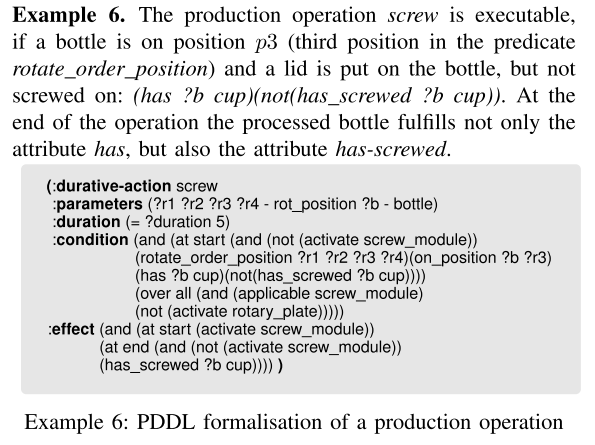 Example 6. The production operation screw is executable,
if a bottle is on position p3 (third position in the predicate
rotate_order_position) and a lid is put on the bottle, but not
screwed on: (has ?b cup)(not(has_screwed ?b cup)). At the
end of the operation the processed bottle fulfills not only the
attribute has, but also the attribute has-screwed.
(:durative-action screw
:parameters (?r1 ?r2 ?r3 ?r4 - rot_position ?b - bottle)
:duration (= ?duration 5)
:condition (and (at start (and (not (activate screw_module))
(rotate_order_position ?r1 ?r2 ?r3 ?r4)(on_position ?b ?r3)
(has ?b cup)(not(has_screwed ?b cup))))
(over all (and (applicable screw_module)
(not (activate rotary_plate)))))
:effect (and (at start (activate screw_module))
(at end (and (not (activate screw_module))
(has_screwed ?b cup)))) )
Example 6: PDDL formalisation of a production operation